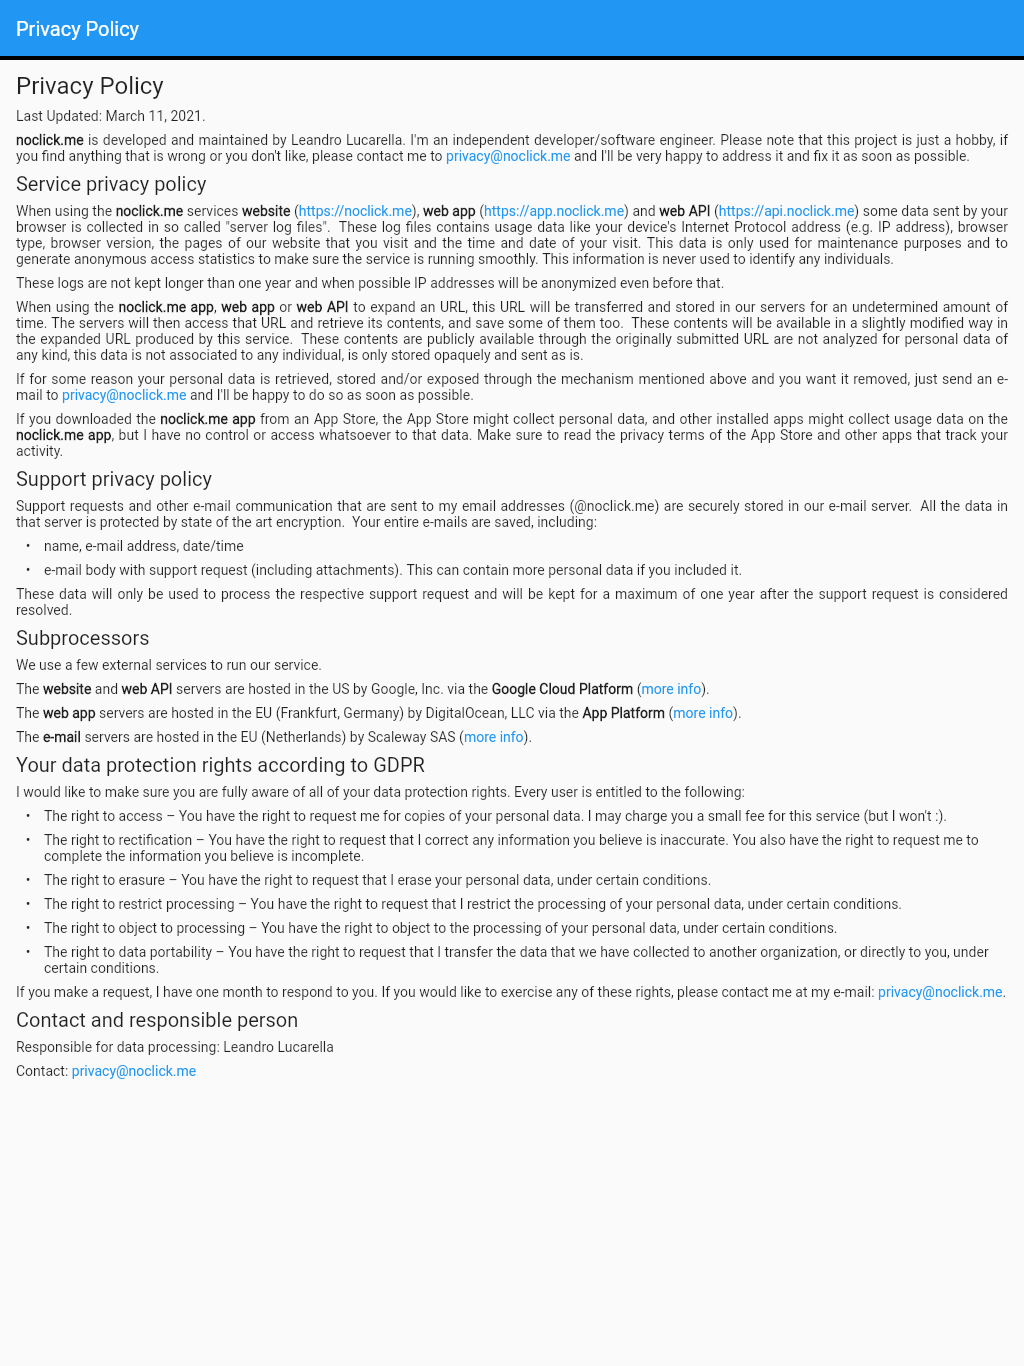 Privacy Policy
Privacy Policy
Last Updated: March 11, 2021.
noclick.me is developed and maintained by Leandro Lucarella. I'm an independent developer/software engineer. Please note that this project is just a hobby, if
you find anything that is wrong or you don't like, please contact me to privacy@noclick.me and I'll be very happy to address it and fix it as soon as possible.
Service privacy policy
When using the noclick.me services website (https://noclick.me), web app (https://app.noclick.me) and web API (https://api.noclick.me) some data sent by your
browser is collected in so called "server log files".  These log files contains usage data like your device's Internet Protocol address (e.g. IP address), browser
type, browser version, the pages of our website that you visit and the time and date of your visit. This data is only used for maintenance purposes and to
generate anonymous access statistics to make sure the service is running smoothly. This information is never used to identify any individuals.
These logs are not kept longer than one year and when possible IP addresses will be anonymized even before that.
When using the noclick.me app, web app or web API to expand an URL, this URL will be transferred and stored in our servers for an undetermined amount of
time. The servers will then access that URL and retrieve its contents, and save some of them too.  These contents will be available in a slightly modified way in
the expanded URL produced by this service.  These contents are publicly available through the originally submitted URL are not analyzed for personal data of
any kind, this data is not associated to any individual, is only stored opaquely and sent as is.
If for some reason your personal data is retrieved, stored and/or exposed through the mechanism mentioned above and you want it removed, just send an e-
mail to privacy@noclick.me and I'll be happy to do so as soon as possible.
If you downloaded the noclick.me app from an App Store, the App Store might collect personal data, and other installed apps might collect usage data on the
noclick.me app, but I have no control or access whatsoever to that data. Make sure to read the privacy terms of the App Store and other apps that track your
activity.
Support privacy policy
Support requests and other e-mail communication that are sent to my email addresses (@noclick.me) are securely stored in our e-mail server.  All the data in
that server is protected by state of the art encryption.  Your entire e-mails are saved, including:
• name, e-mail address, date/time
• e-mail body with support request (including attachments). This can contain more personal data if you included it.
These data will only be used to process the respective support request and will be kept for a maximum of one year after the support request is considered
resolved.
Subprocessors
We use a few external services to run our service.
The website and web API servers are hosted in the US by Google, Inc. via the Google Cloud Platform (more info).
The web app servers are hosted in the EU (Frankfurt, Germany) by DigitalOcean, LLC via the App Platform (more info).
The e-mail servers are hosted in the EU (Netherlands) by Scaleway SAS (more info).
Your data protection rights according to GDPR
I would like to make sure you are fully aware of all of your data protection rights. Every user is entitled to the following:
• The right to access – You have the right to request me for copies of your personal data. I may charge you a small fee for this service (but I won't :).
• The right to rectification – You have the right to request that I correct any information you believe is inaccurate. You also have the right to request me to
complete the information you believe is incomplete.
• The right to erasure – You have the right to request that I erase your personal data, under certain conditions.
• The right to restrict processing – You have the right to request that I restrict the processing of your personal data, under certain conditions.
• The right to object to processing – You have the right to object to the processing of your personal data, under certain conditions.
• The right to data portability – You have the right to request that I transfer the data that we have collected to another organization, or directly to you, under
certain conditions.
If you make a request, I have one month to respond to you. If you would like to exercise any of these rights, please contact me at my e-mail: privacy@noclick.me.
Contact and responsible person
Responsible for data processing: Leandro Lucarella
Contact: privacy@noclick.me